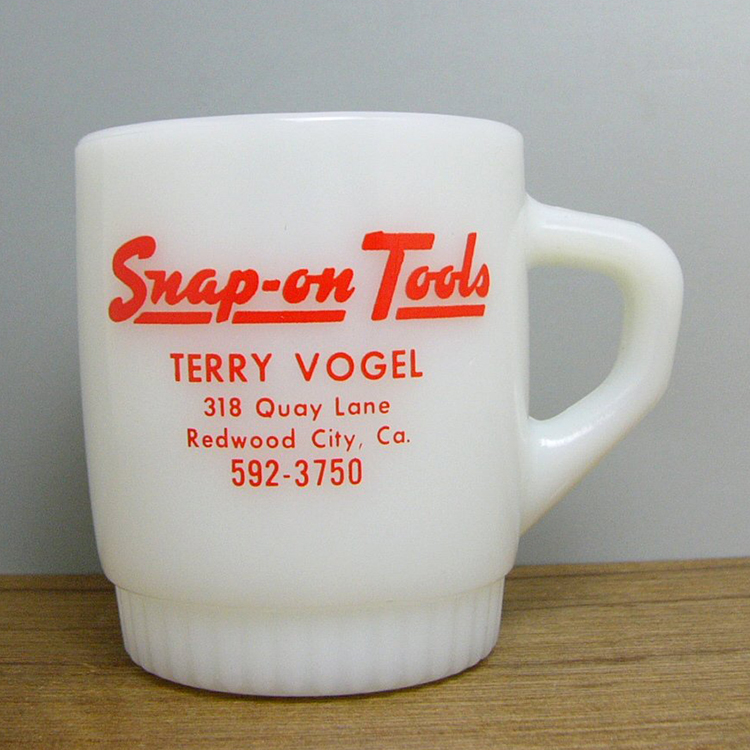 Snap-on Tools
TERRY VOGEL
318 Quay Lane
Redwood City, Ca.
592-3750